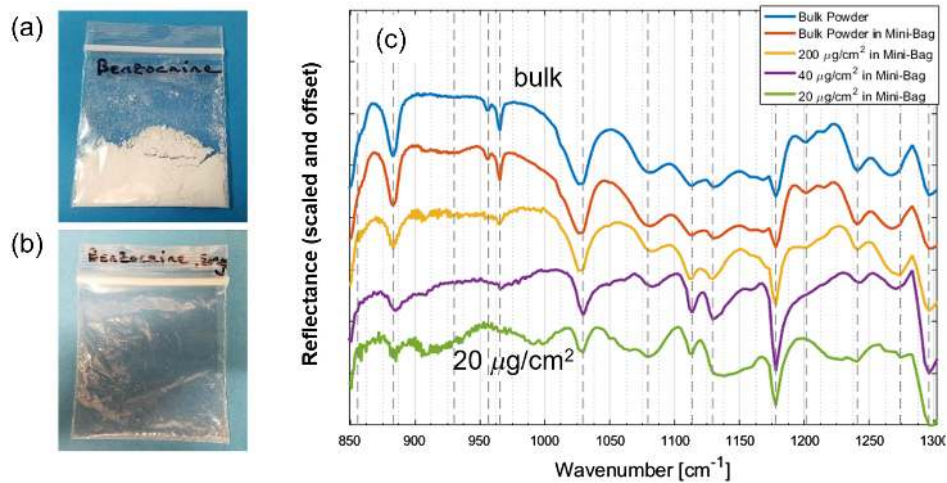 (a)
Benzocaine
(b)
Benzocaine
(c)
Bulk Powder
Bulk Powder in Mini-Bag
200 μg/cm²  in Mini-Bag
40 μg/cm² in Mini-Bag
20 μg/cm² in Mini-Bag
bulk
20 μg/cm²
Reflectance (scaled and offset)
850 900 950 1000 1050 1100 1150 1200 1250 1300
Wavenumber [cm⁻¹]